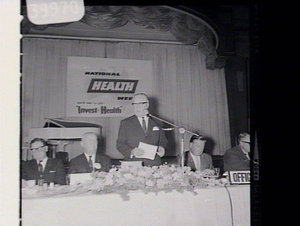 39970
NATIONAL
HEALTH
WEEK
Invest in Health
OFFIC